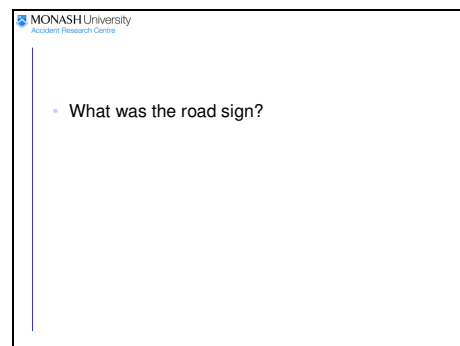 MONASH University
Accident Research Centre
• What was the road sign?